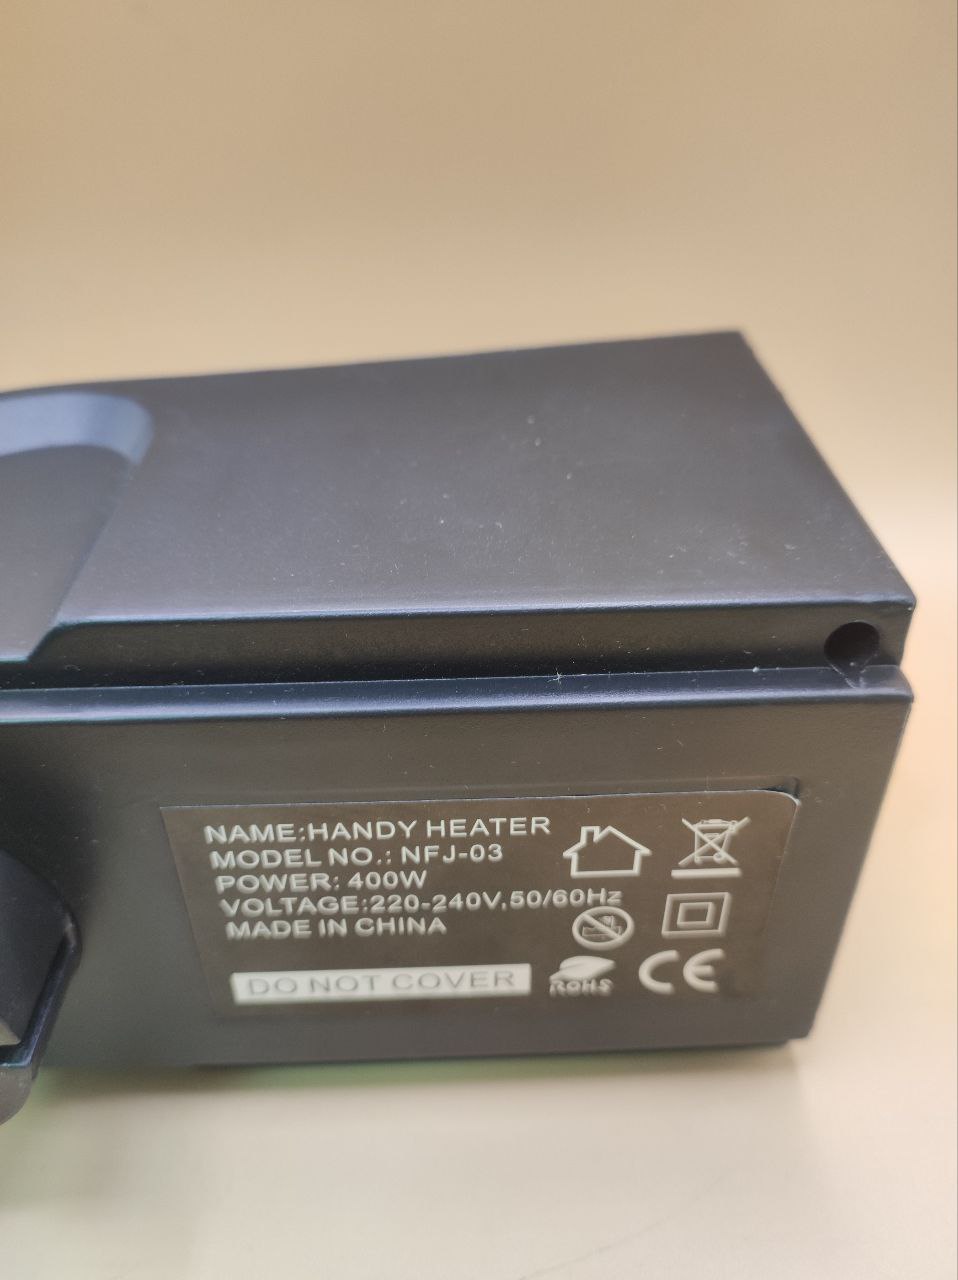 NAME:HANDY HEATER
MODEL NO.: NFJ-03
POWER: 400W
VOLTAGE:220-240V,50/60Hz
MADE IN CHINA
DO NOT COVER
ROHS
CE